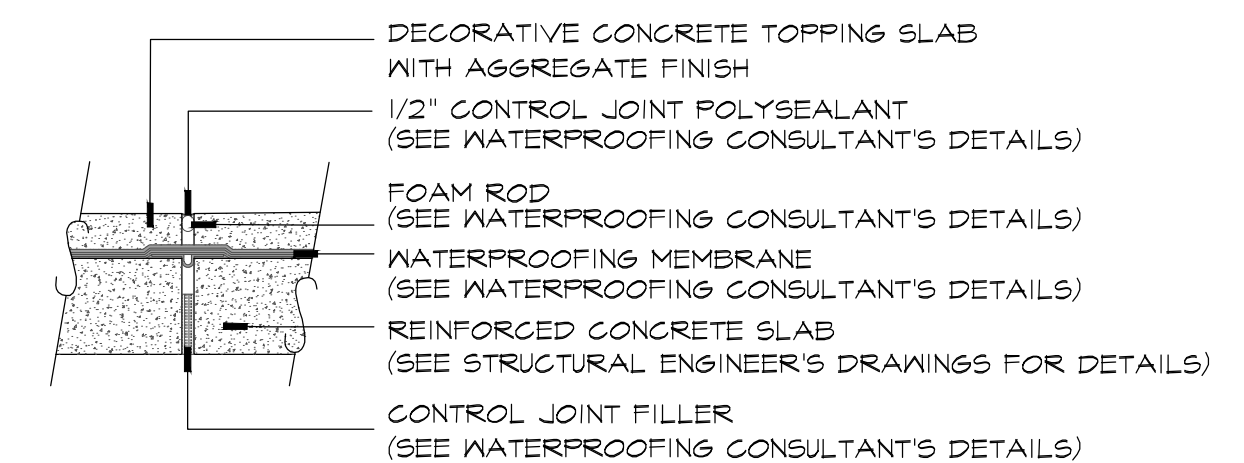 DECORATIVE CONCRETE TOPPING SLAB
WITH AGGREGATE FINISH
1/2" CONTROL JOINT POLYSEALANT
(SEE WATERPROOFING CONSULTANT'S DETAILS)
FOAM ROD
(SEE WATERPROOFING CONSULTANT'S DETAILS)
WATERPROOFING MEMBRANE
(SEE WATERPROOFING CONSULTANT'S DETAILS)
REINFORCED CONCRETE SLAB
(SEE STRUCTURAL ENGINEER'S DRAWINGS FOR DETAILS)
CONTROL JOINT FILLER
(SEE WATERPROOFING CONSULTANT'S DETAILS)